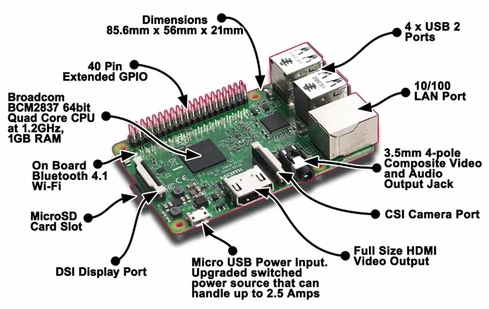 Dimensions
85.6mm x 56mm x 21mm
4 x USB 2
Ports
40 Pin
Extended GPIO
10/100
LAN Port
Broadcom
BCM2837 64bit
Quad Core CPU
at 1.2GHz,
1GB RAM
3.5mm 4-pole
Composite Video
and Audio
Output Jack
On Board
Bluetooth 4.1
Wi-Fi
MicroSD
Card Slot
CSI Camera Port
DSI Display Port
Micro USB Power Input.
Upgraded switched
power source that can
handle up to 2.5 Amps
Full Size HDMI
Video Output